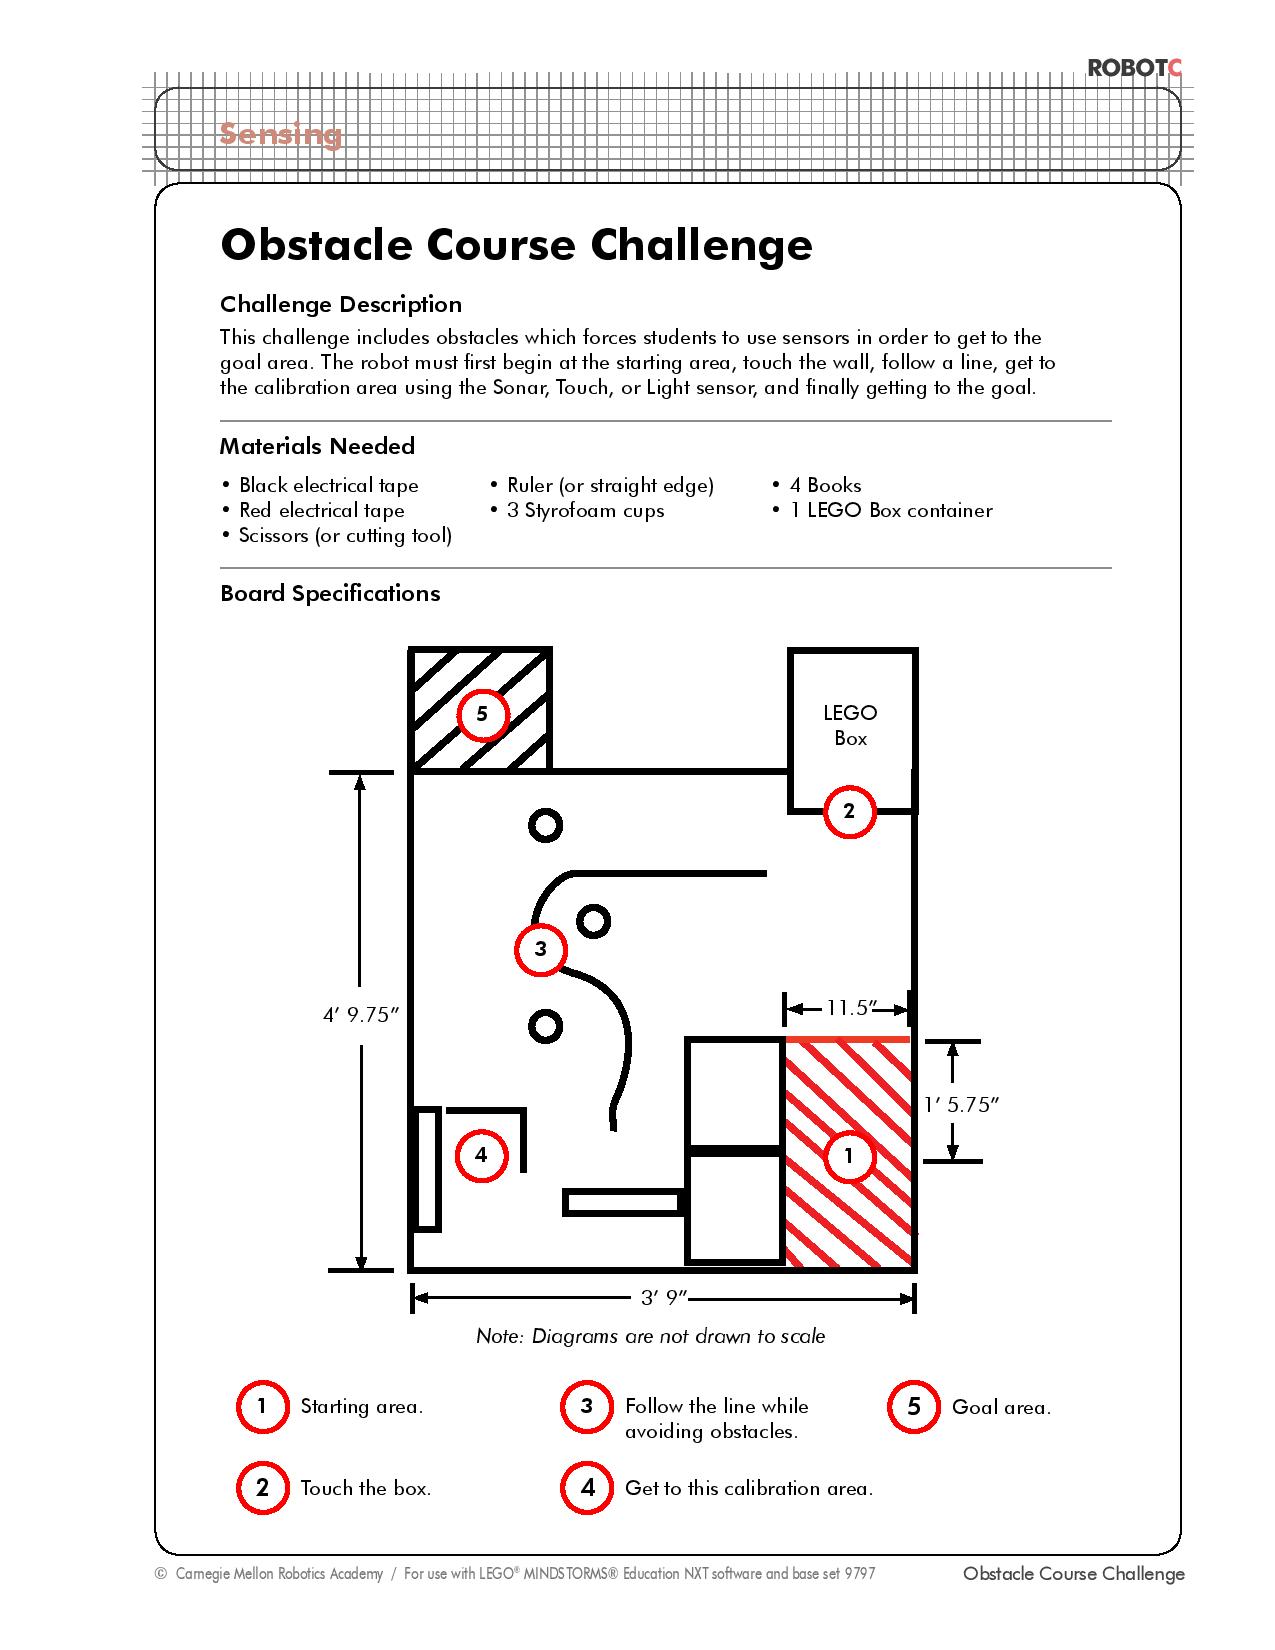 ROBOTC
Sensing
Obstacle Course Challenge
Challenge Description
This challenge includes obstacles which forces students to use sensors in order to get to the
goal area. The robot must first begin at the starting area, touch the wall, follow a line, get to
the calibration area using the Sonar, Touch, or Light sensor, and finally getting to the goal.
Materials Needed
• Black electrical tape
• Red electrical tape
• Scissors (or cutting tool)
• Ruler (or straight edge)
• 3 Styrofoam cups
• 4 Books
• 1 LEGO Box container
Board Specifications
5
LEGO
Box
2
3
4’ 9.75”
11.5”
1’ 5.75”
4
1
3’ 9”
Note: Diagrams are not drawn to scale
1 Starting area.
2 Touch the box.
3 Follow the line while
avoiding obstacles.
4 Get to this calibration area.
5 Goal area.
© Carnegie Mellon Robotics Academy / For use with LEGO® MINDSTORMS® Education NXT software and base set 9797
Obstacle Course Challenge